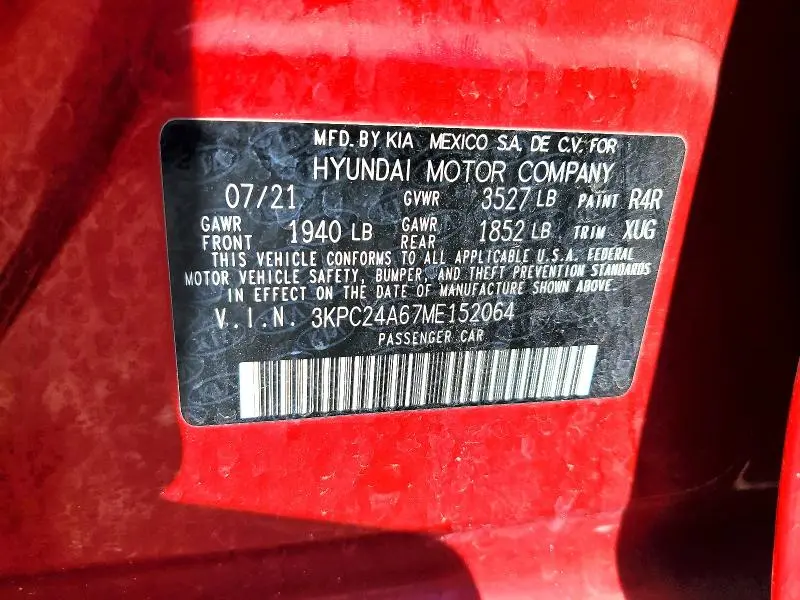 MFD. BY KIA MEXICO S.A. DE C.V. FOR
HYUNDAI MOTOR COMPANY
07/21 GVWR 3527 LB PAINT R4R
GAWR FRONT 1940 LB GAWR REAR 1852 LB TRIM XUG
THIS VEHICLE CONFORMS TO ALL APPLICABLE U.S.A. FEDERAL
MOTOR VEHICLE SAFETY, BUMPER, AND THEFT PREVENTION STANDARDS
IN EFFECT ON THE DATE OF MANUFACTURE SHOWN ABOVE.
V.I.N. 3KPC24A67ME152064
PASSENGER CAR